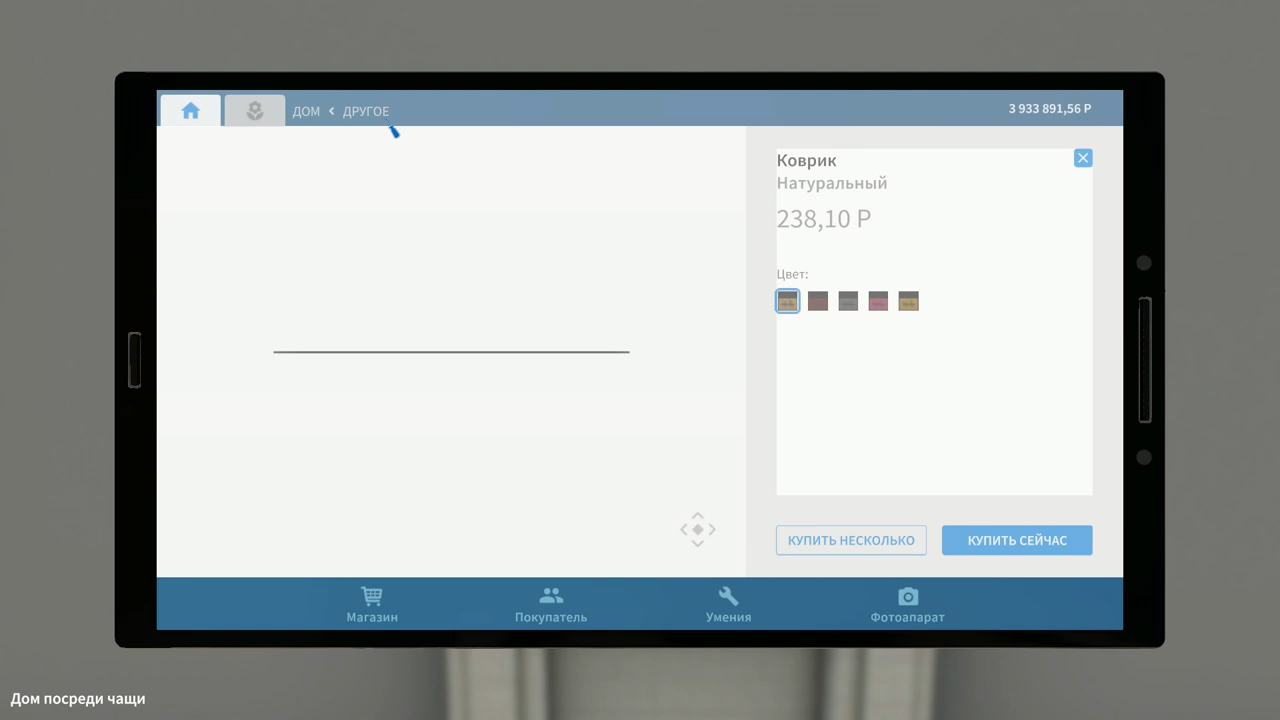 ДОМ < ДРУГОЕ
3 933 891,56 Р
Коврик
Натуральный
238,10 Р
Цвет:
КУПИТЬ НЕСКОЛЬКО
КУПИТЬ СЕЙЧАС
Магазин
Покупатель
Умения
Фотоапарат
Дом посреди чащи